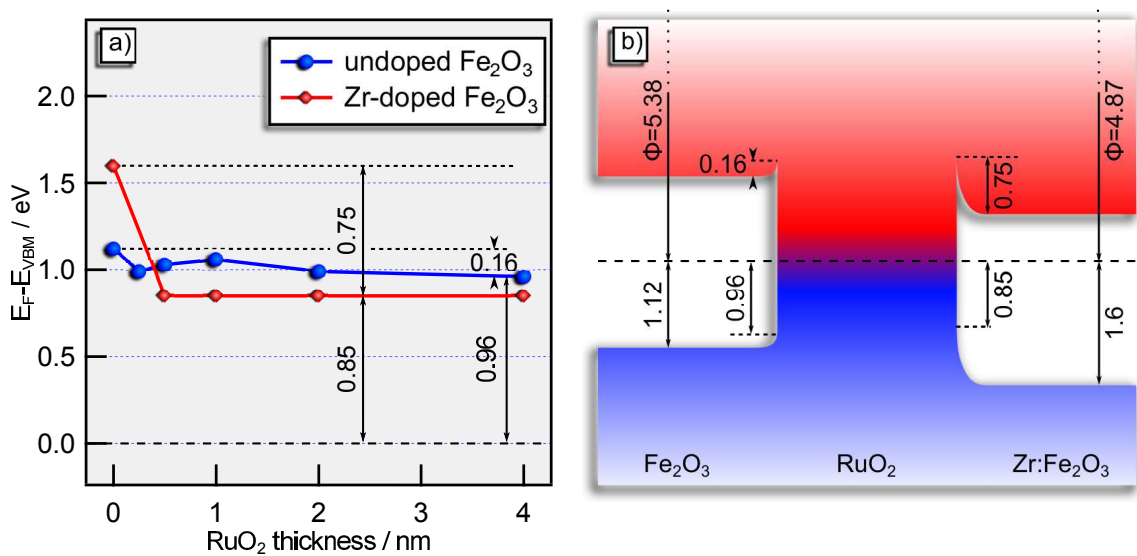 a)
undoped Fe₂O₃
Zr-doped Fe₂O₃
2.0
1.5
1.0
0.5
0.0
E_F-E_VBM / eV
0.75
0.16
0.85
0.96
0
1
2
3
4
RuO₂ thickness / nm
b)
Φ=5.38
Φ=4.87
0.16
0.75
1.12
0.96
0.85
1.6
Fe₂O₃
RuO₂
Zr:Fe₂O₃